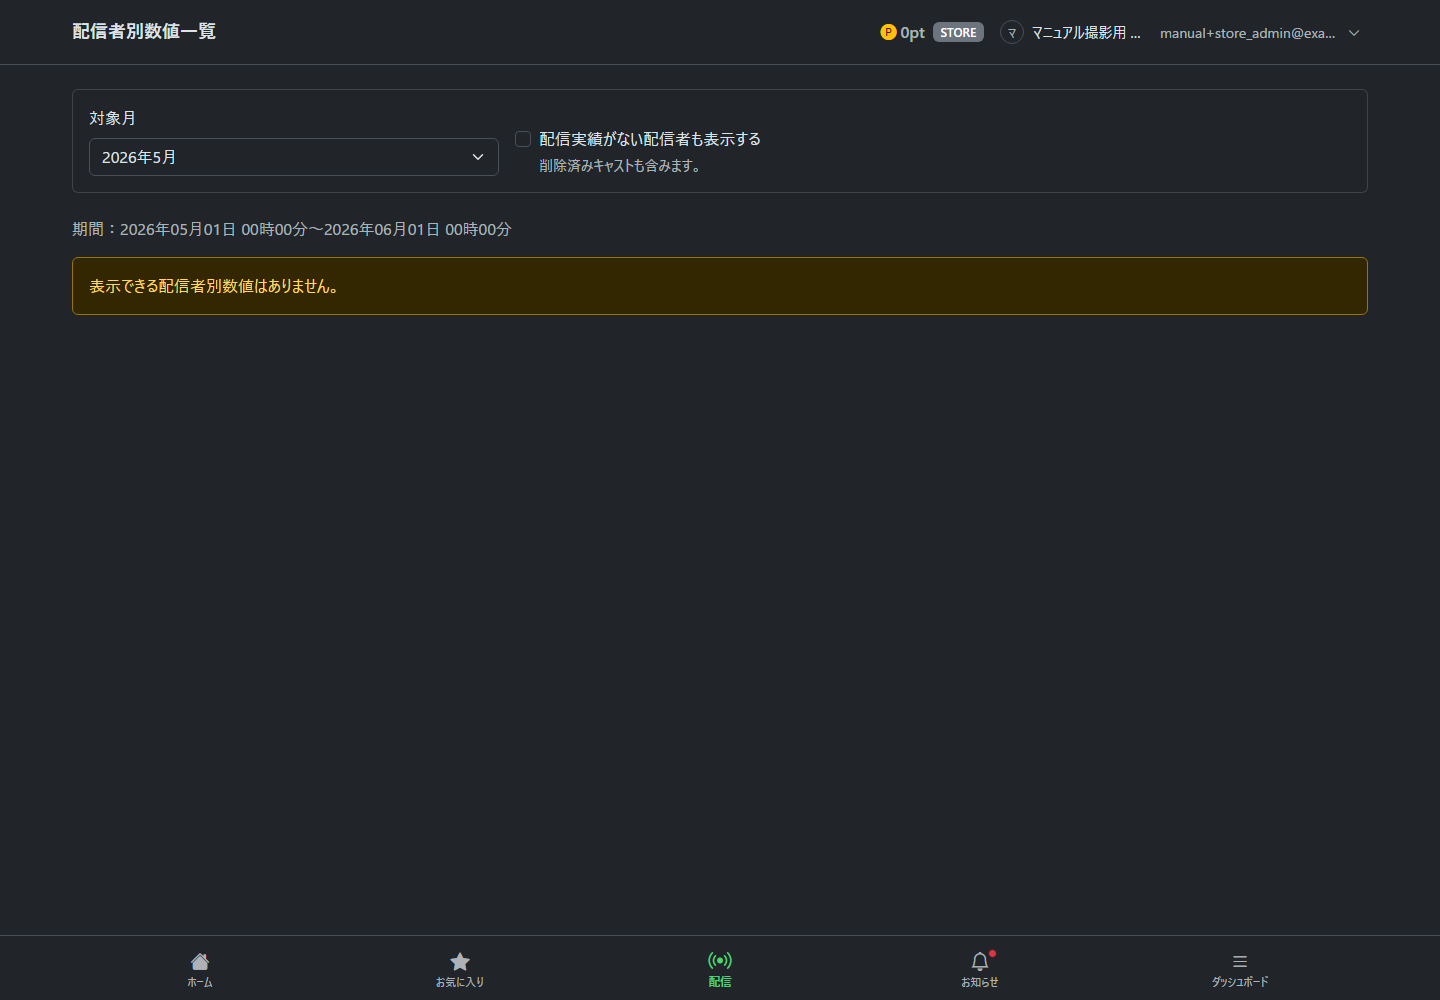 配信者別数値一覧
P 0pt STORE マ マニュアル撮影用 ... manual+store_admin@exa...
対象月
2026年5月
配信実績がない配信者も表示する
削除済みキャストも含みます。
期間：2026年05月01日 00時00分～2026年06月01日 00時00分
表示できる配信者別数値はありません。
ホーム お気に入り 配信 お知らせ ダッシュボード